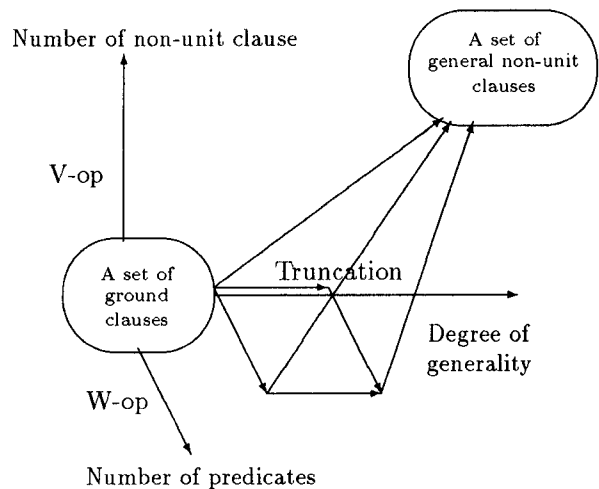 Number of non-unit clause
A set of
general non-unit
clauses
V-op
A set of
ground
clauses
Truncation
Degree of
generality
W-op
Number of predicates